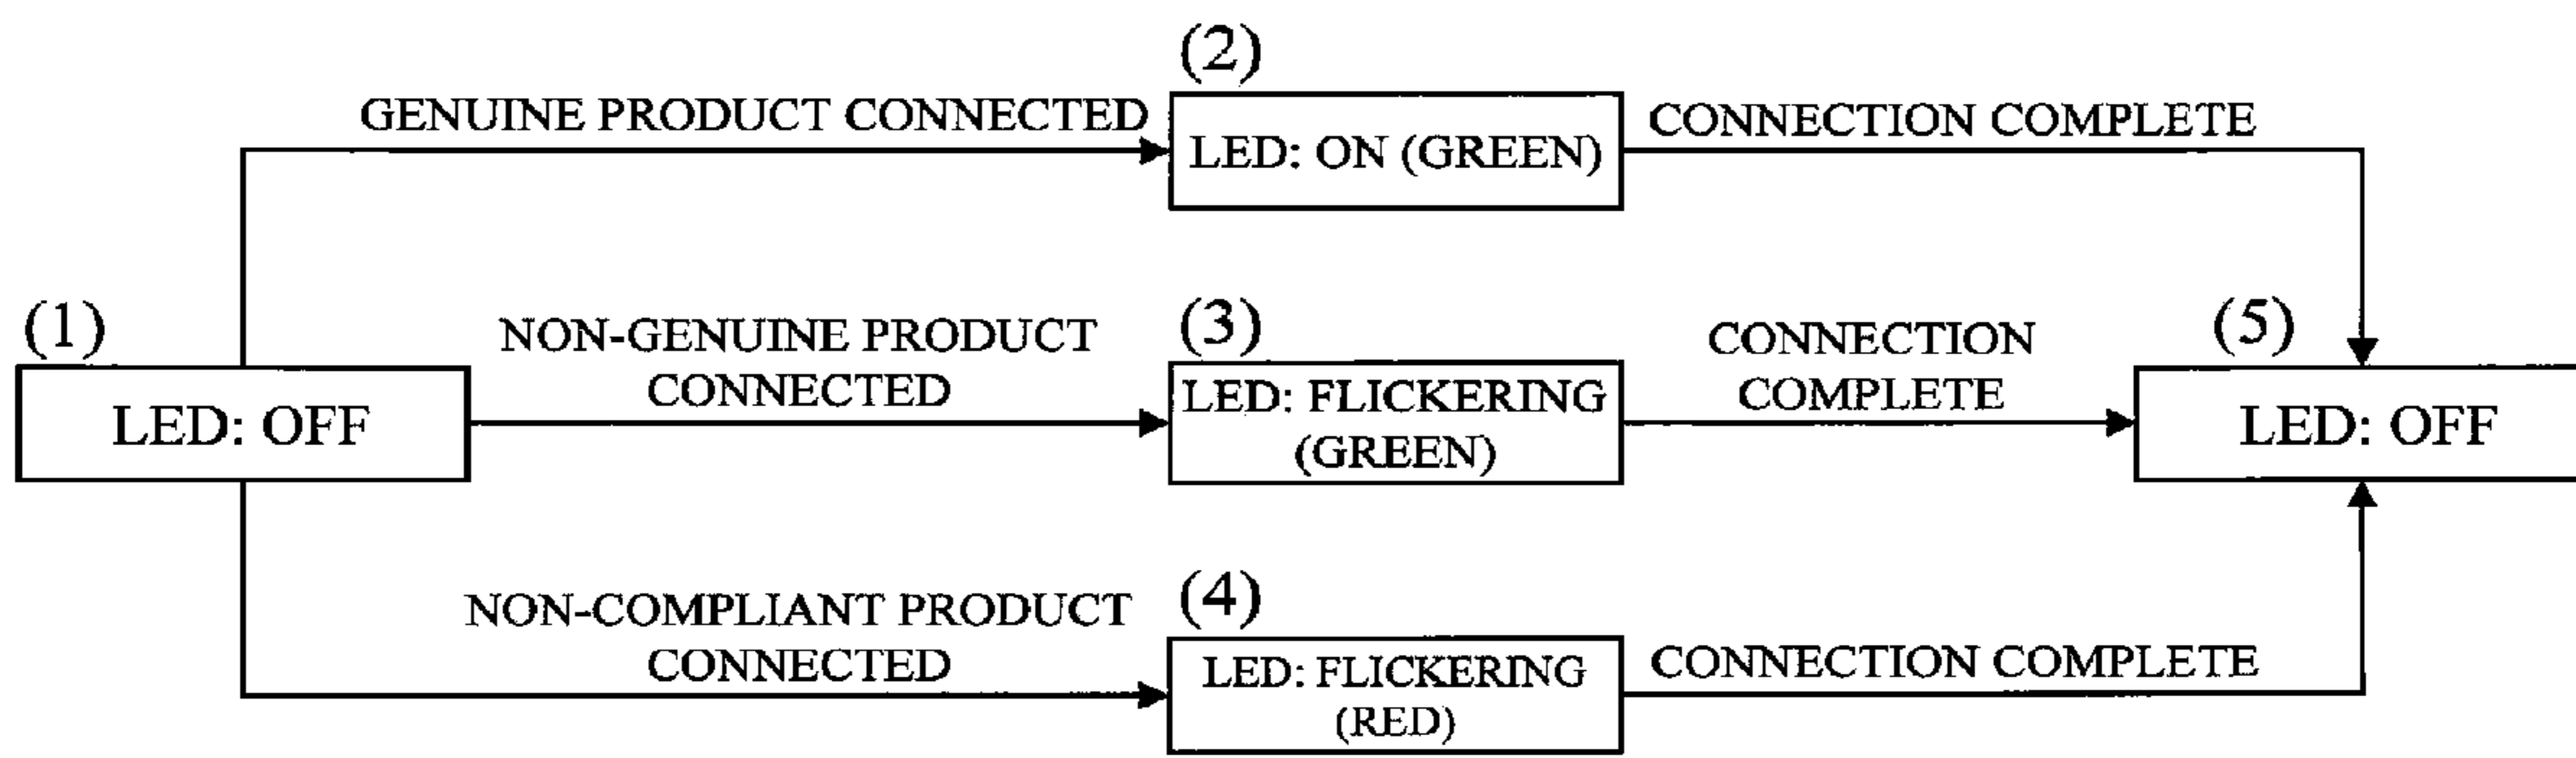 (2)
GENUINE PRODUCT CONNECTED
LED: ON (GREEN)
CONNECTION COMPLETE
(1)
LED: OFF
NON-GENUINE PRODUCT
CONNECTED
(3)
LED: FLICKERING
(GREEN)
CONNECTION
COMPLETE
(5)
LED: OFF
NON-COMPLIANT PRODUCT
CONNECTED
(4)
LED: FLICKERING
(RED)
CONNECTION COMPLETE